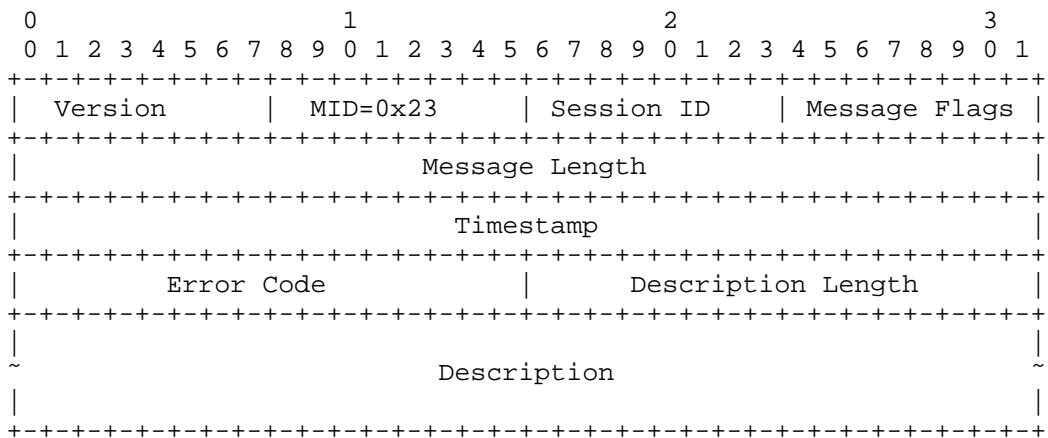 0                   1                   2                   3
 0 1 2 3 4 5 6 7 8 9 0 1 2 3 4 5 6 7 8 9 0 1 2 3 4 5 6 7 8 9 0 1
+-+-+-+-+-+-+-+-+-+-+-+-+-+-+-+-+-+-+-+-+-+-+-+-+-+-+-+-+-+-+-+-+
|  Version      |  MID=0x23     | Session ID    | Message Flags |
+-+-+-+-+-+-+-+-+-+-+-+-+-+-+-+-+-+-+-+-+-+-+-+-+-+-+-+-+-+-+-+-+
|                         Message Length                        |
+-+-+-+-+-+-+-+-+-+-+-+-+-+-+-+-+-+-+-+-+-+-+-+-+-+-+-+-+-+-+-+-+
|                           Timestamp                           |
+-+-+-+-+-+-+-+-+-+-+-+-+-+-+-+-+-+-+-+-+-+-+-+-+-+-+-+-+-+-+-+-+
|         Error Code            |      Description Length       |
+-+-+-+-+-+-+-+-+-+-+-+-+-+-+-+-+-+-+-+-+-+-+-+-+-+-+-+-+-+-+-+-+
|                                                               |
~                          Description                          ~
|                                                               |
+-+-+-+-+-+-+-+-+-+-+-+-+-+-+-+-+-+-+-+-+-+-+-+-+-+-+-+-+-+-+-+-+